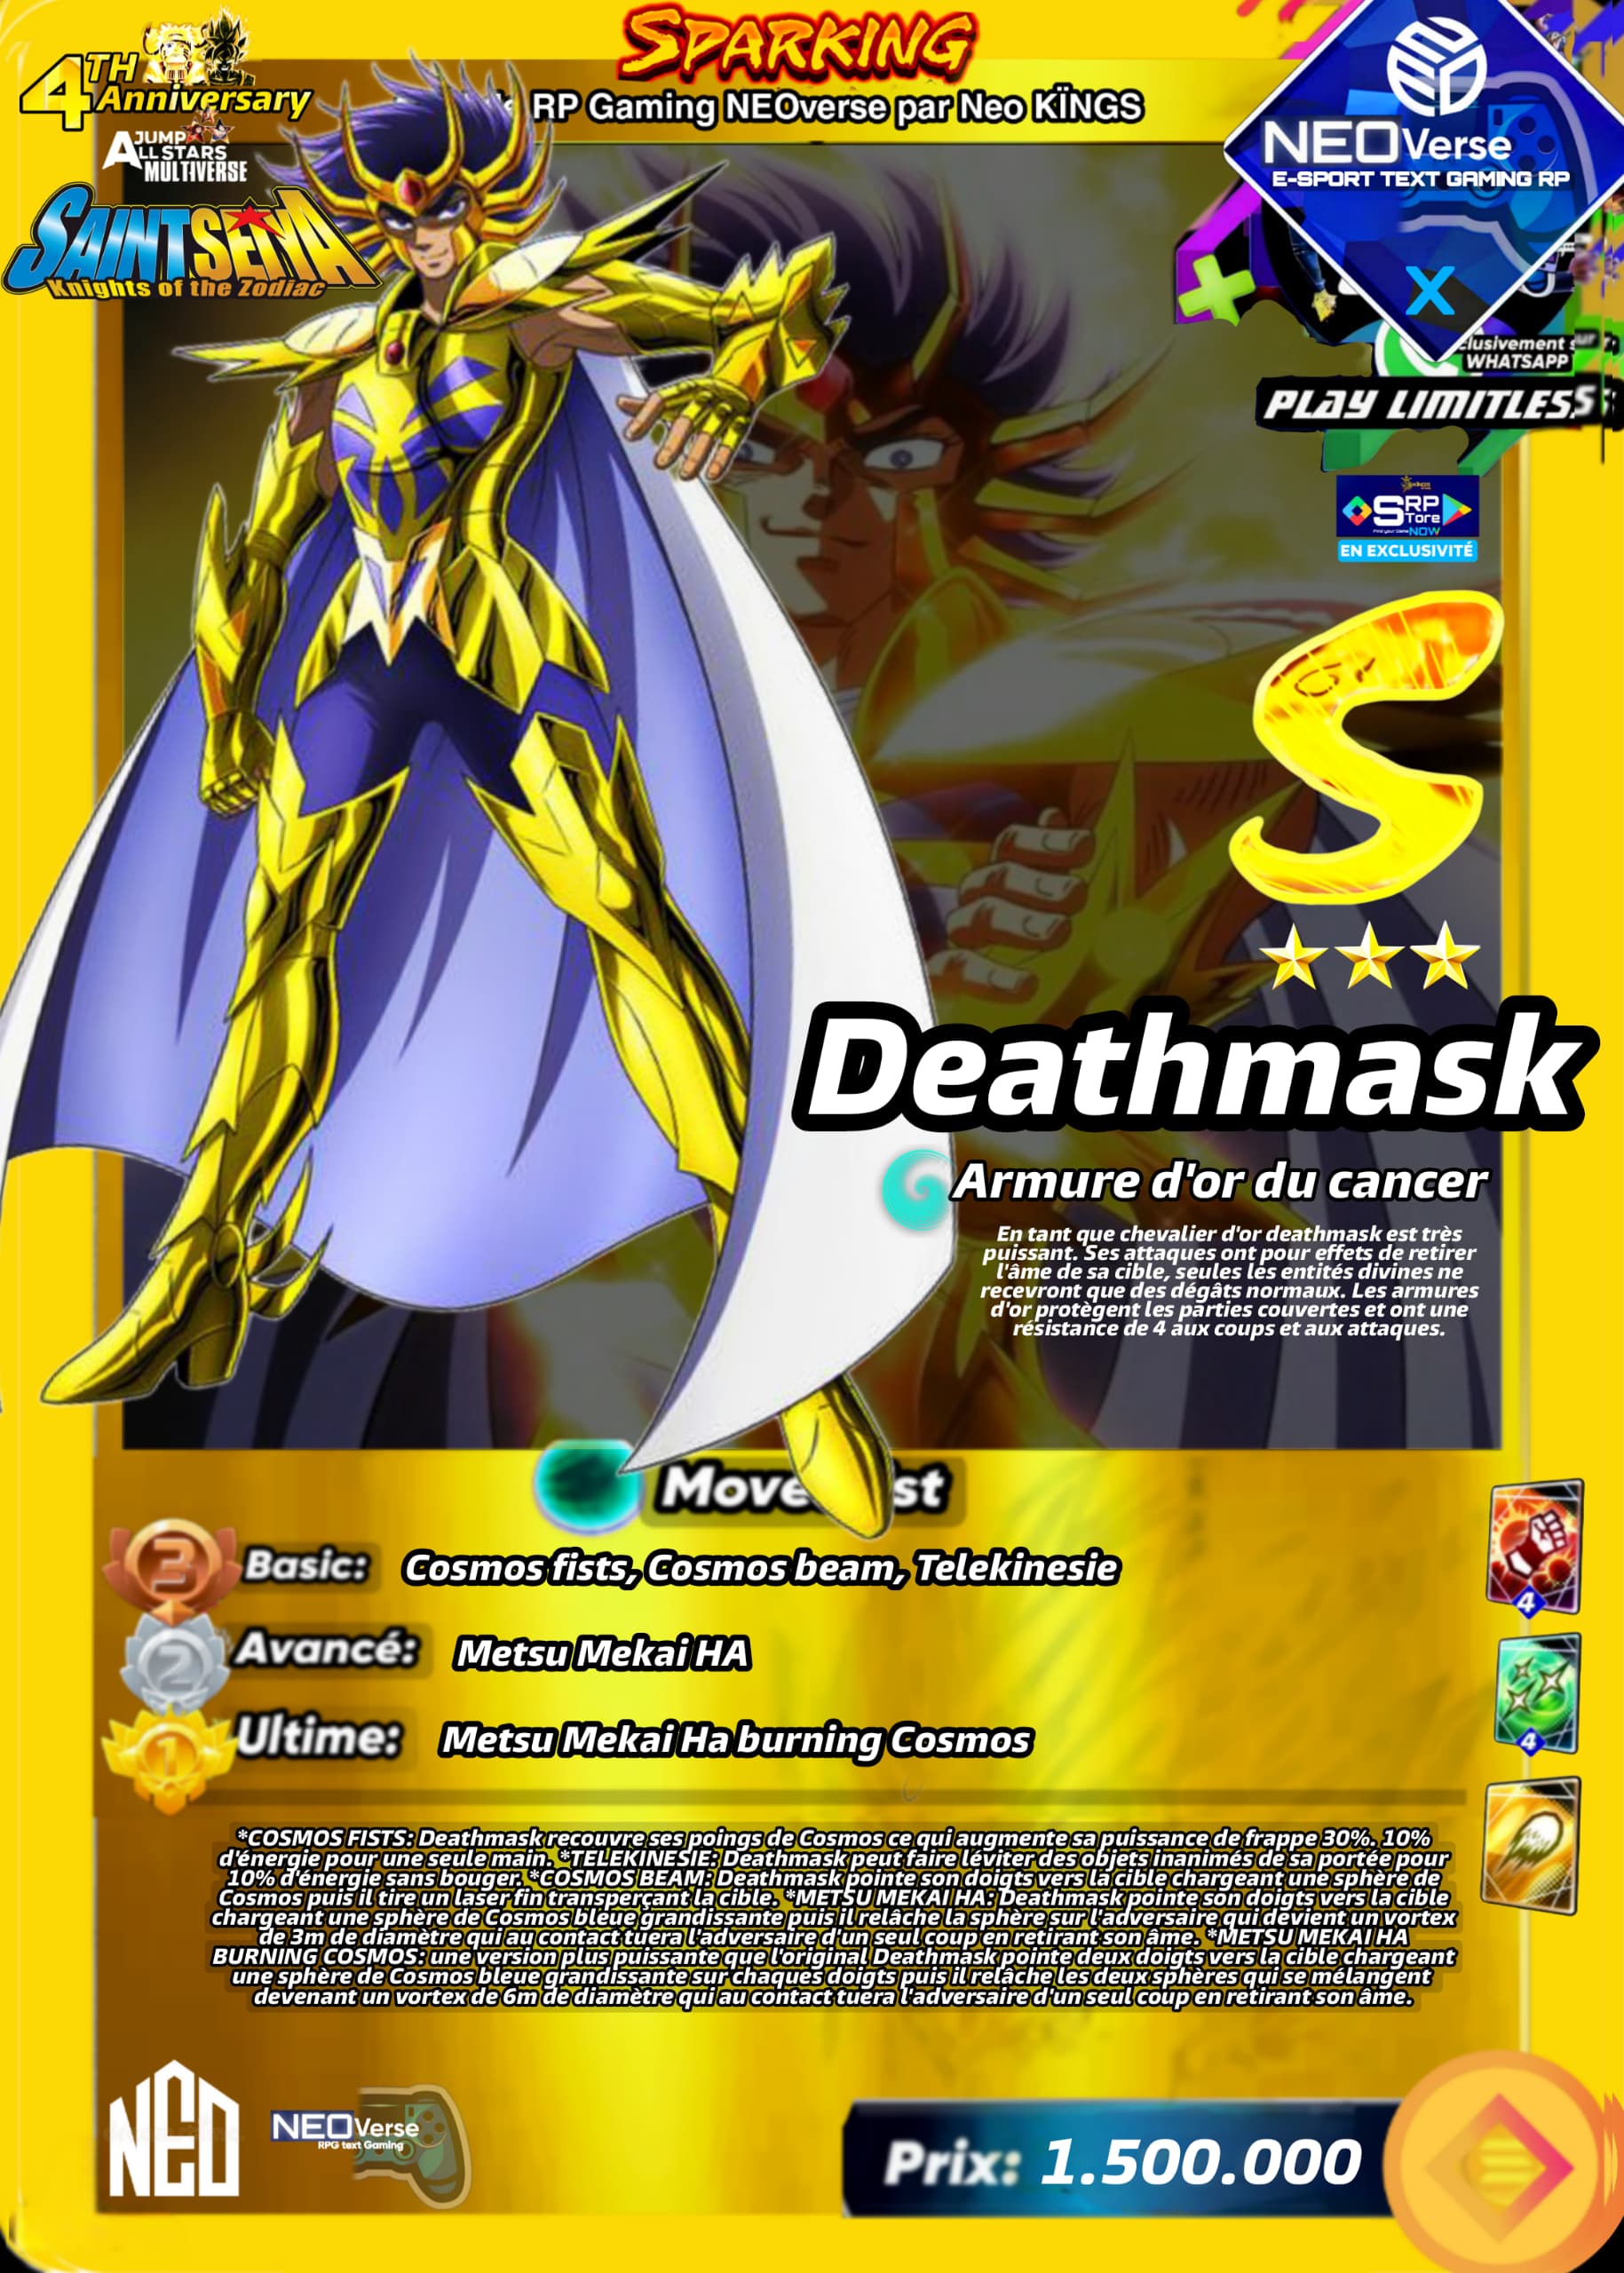 SPARKING
4TH
Anniversary
RP Gaming NEOverse par Neo KÏNGS
JUMP
ALL STARS
MULTIVERSE
SAINT SEIYA
Knights of the Zodiac
NEOVerse
E-SPORT TEXT GAMING RP
X
WHATSAPP
PLAY LIMITLESS
SRP
Tore
NOW
EN EXCLUSIVITÉ
S
Deathmask
Armure d'or du cancer
En tant que chevalier d'or deathmask est très
puissant. Ses attaques ont pour effets de retirer
l'âme de sa cible, seules les entités divines ne
recevront que des dégâts normaux. Les armures
d'or protègent les parties couvertes et ont une
résistance de 4 aux coups et aux attaques.
3 Basic: Cosmos fists, Cosmos beam, Telekinesie
4
2 Avancé: Metsu Mekai HA
4
1 Ultime: Metsu Mekai Ha burning Cosmos
*COSMOS FISTS: Deathmask recouvre ses poings de Cosmos ce qui augmente sa puissance de frappe 30%. 10%
d'énergie pour une seule main. *TELEKINESIE: Deathmask peut faire léviter des objets inanimés de sa portée pour
10% d'énergie sans bouger. *COSMOS BEAM: Deathmask pointe son doigts vers la cible chargeant une sphère de
Cosmos puis il tire un laser fin transperçant la cible. *METSU MEKAI HA: Deathmask pointe son doigts vers la cible
chargeant une sphère de Cosmos bleue grandissante puis il relâche la sphère sur l'adversaire qui devient un vortex
de 3m de diamètre qui au contact tuera l'adversaire d'un seul coup en retirant son âme. *METSU MEKAI HA
BURNING COSMOS: une version plus puissante que l'original Deathmask pointe deux doigts vers la cible chargeant
une sphère de Cosmos bleue grandissante sur chaques doigts puis il relâche les deux sphères qui se mélangent
devenant un vortex de 6m de diamètre qui au contact tuera l'adversaire d'un seul coup en retirant son âme.
NEO
NEOVerse
RPG text Gaming
Prix: 1.500.000